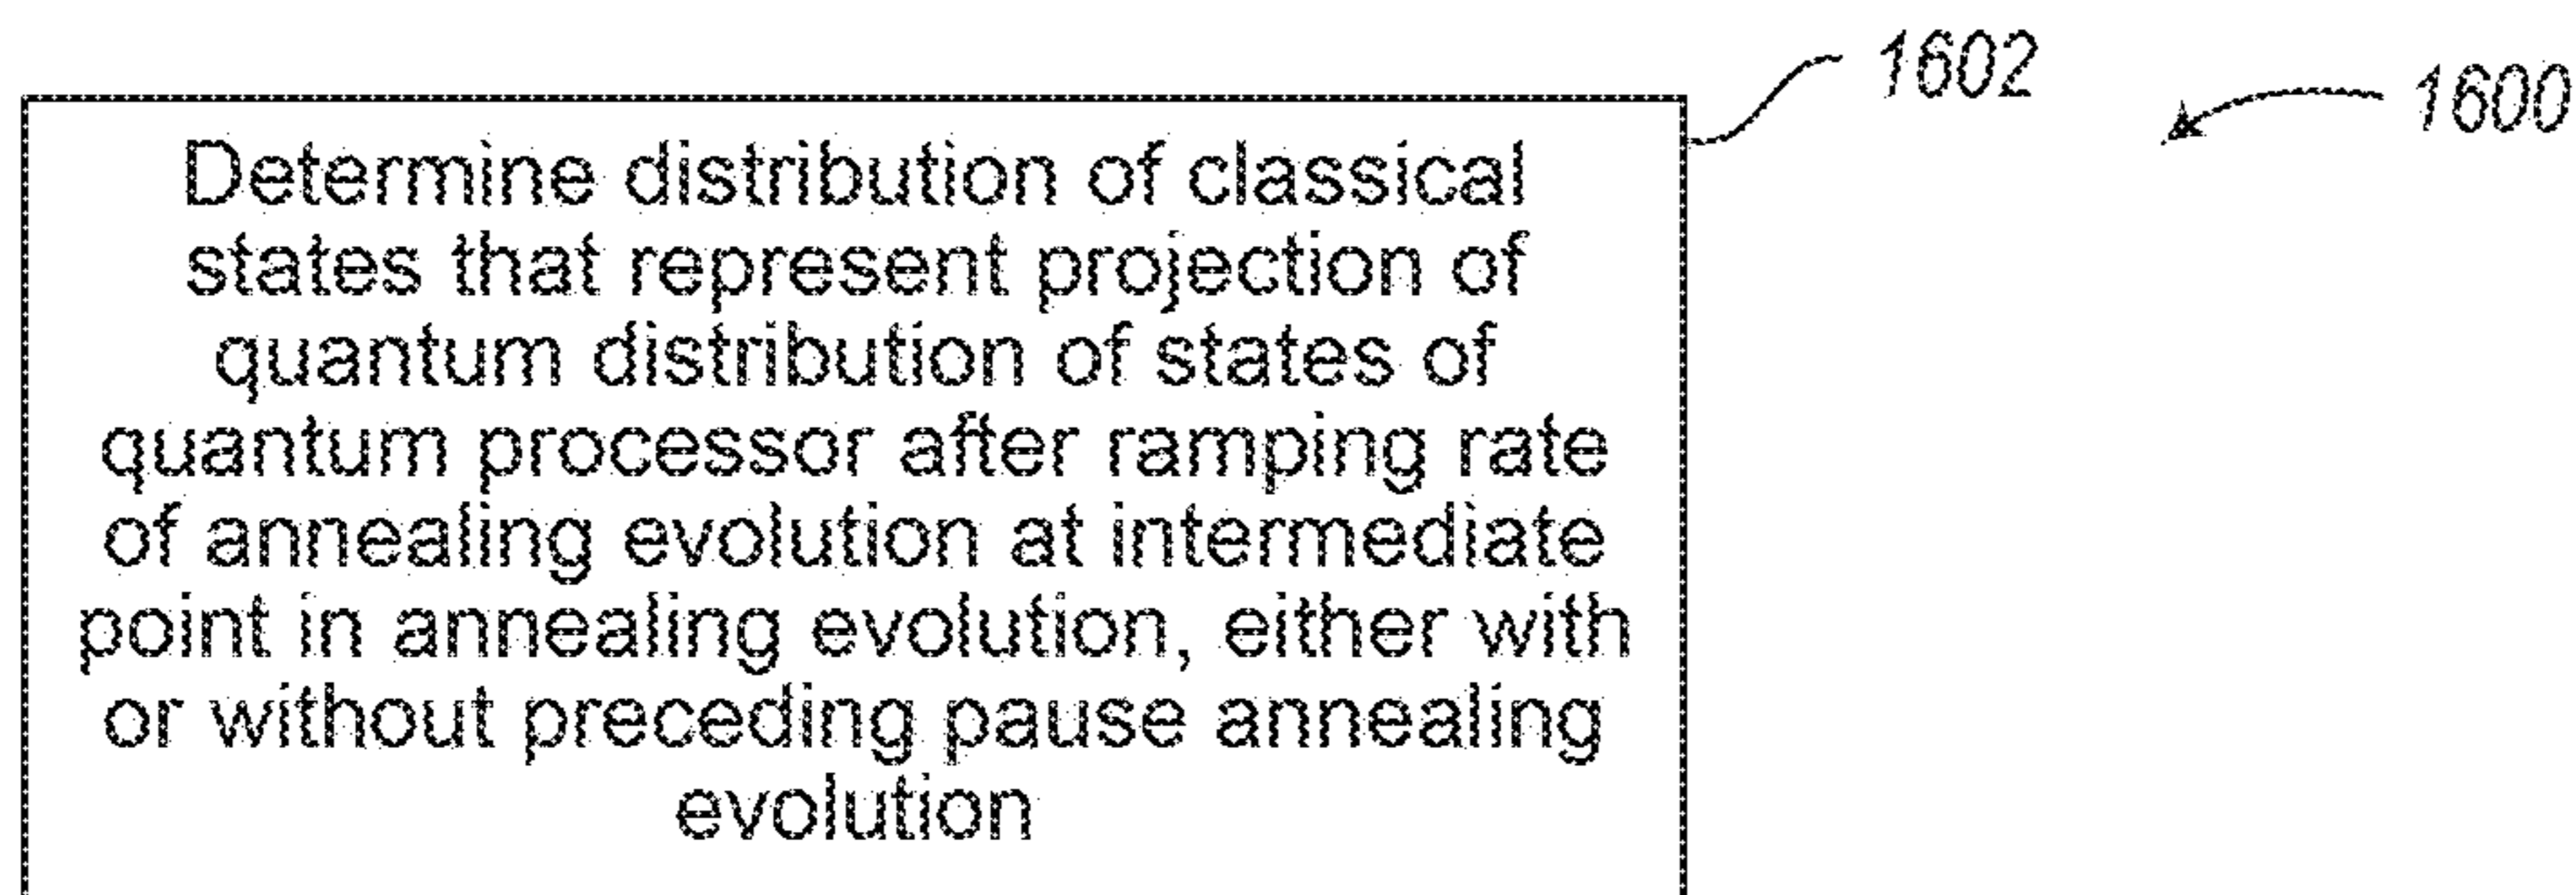 1602
1600
Determine distribution of classical
states that represent projection of
quantum distribution of states of
quantum processor after ramping rate
of annealing evolution at intermediate
point in annealing evolution, either with
or without preceding pause annealing
evolution